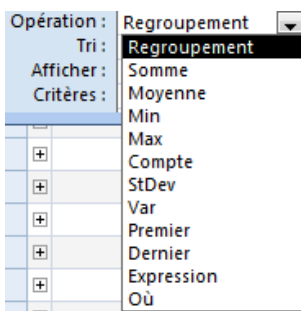 Opération : Regroupement
Tri : Regroupement
Afficher : Somme
Critères : Moyenne
Min
Max
Compte
StDev
Var
Premier
Dernier
Expression
Où